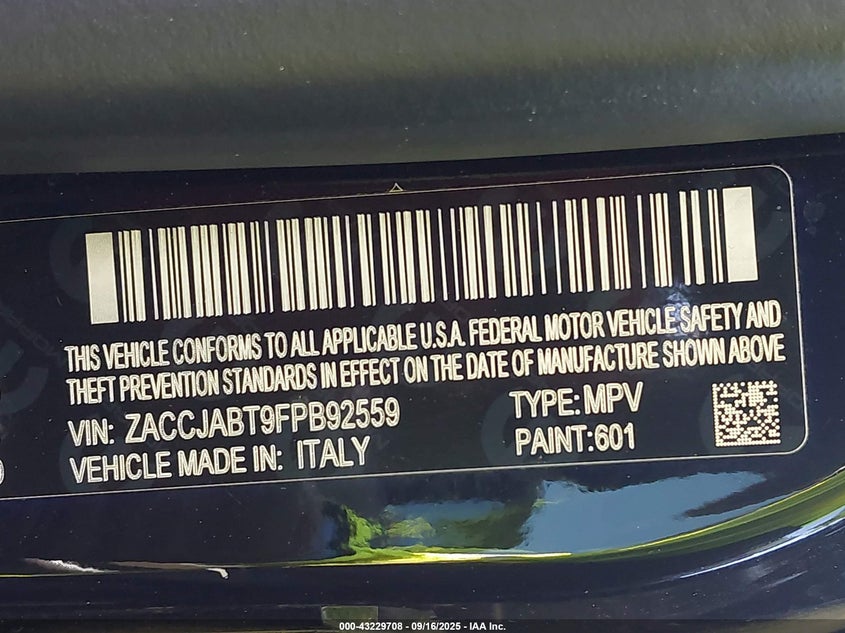 THIS VEHICLE CONFORMS TO ALL APPLICABLE U.S.A. FEDERAL MOTOR VEHICLE SAFETY AND
THEFT PREVENTION STANDARDS IN EFFECT ON THE DATE OF MANUFACTURE SHOWN ABOVE
VIN: ZACCJABT9FPB92559 TYPE: MPV
VEHICLE MADE IN: ITALY PAINT:601
000-43229708 - 09/16/2025 - IAA Inc.